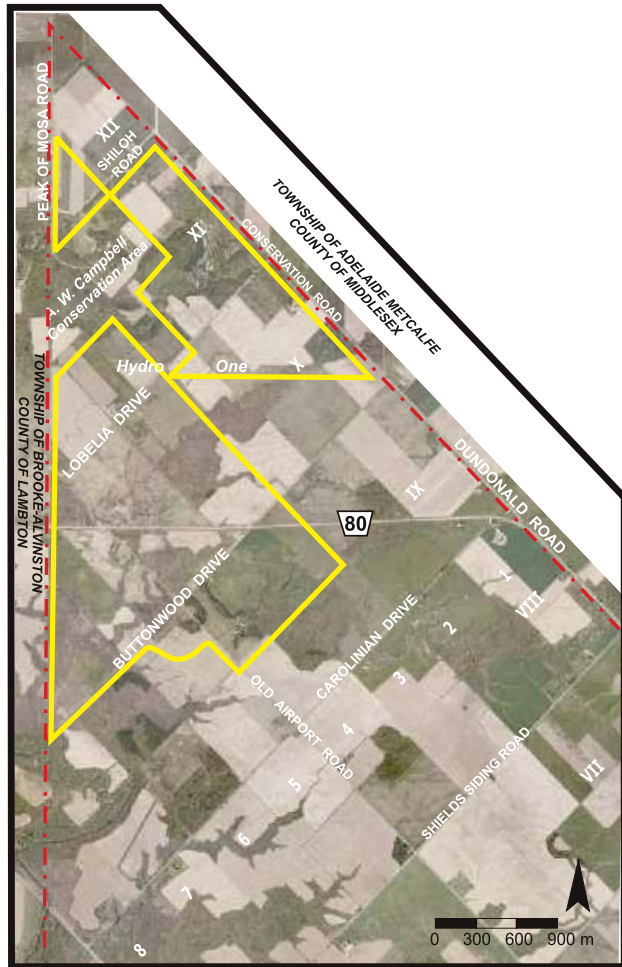 PEAK OF MOSA ROAD
XII
SHILOH
ROAD
XI
TOWNSHIP OF ADELAIDE METCALFE
COUNTY OF MIDDLESEX
CONSERVATION ROAD
A. W. Campbell
Conservation Area
Hydro One
X
TOWNSHIP OF BROOKE-ALVINSTON
COUNTY OF LAMBTON
LOBELIA DRIVE
IX
DUNDONALD ROAD
80
BUTTONWOOD DRIVE
1
VIII
CAROLINIAN DRIVE
2
3
OLD AIRPORT ROAD
4
SHIELDS SIDING ROAD
5
VII
6
7
8
0 300 600 900 m